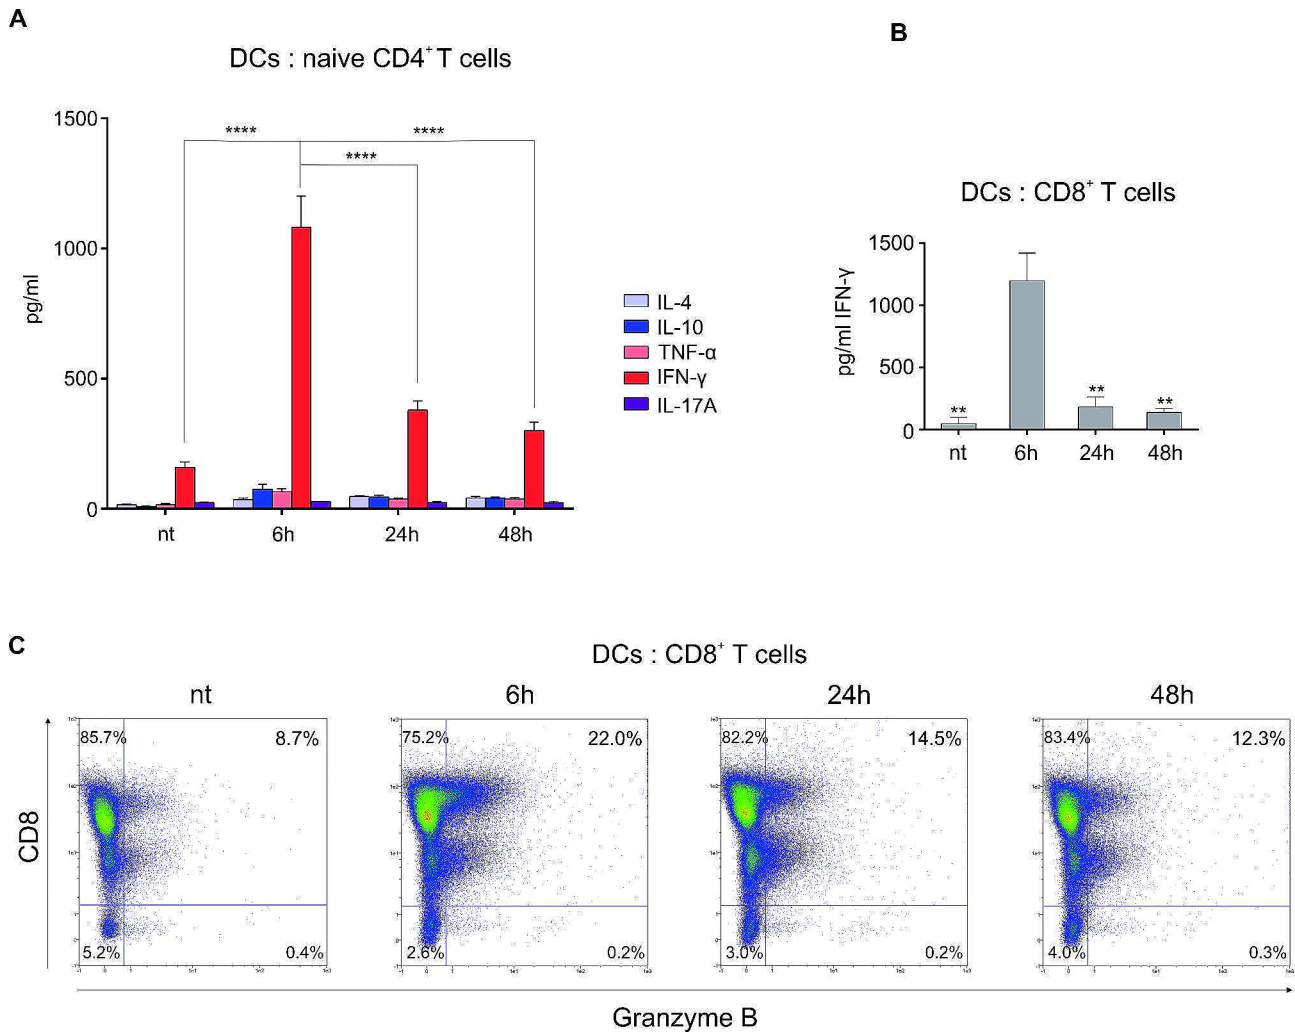 A
DCs : naive CD4+ T cells
1500
1000
500
0
pg/ml
****
****
****
nt
6h
24h
48h
IL-4
IL-10
TNF-α
IFN-γ
IL-17A
B
DCs : CD8+ T cells
1500
1000
500
0
pg/ml IFN-γ
**
**
**
nt
6h
24h
48h
C
DCs : CD8+ T cells
nt
6h
24h
48h
85.7%
8.7%
5.2%
0.4%
75.2%
22.0%
2.6%
0.2%
82.2%
14.5%
3.0%
0.2%
83.4%
12.3%
4.0%
0.3%
CD8
Granzyme B